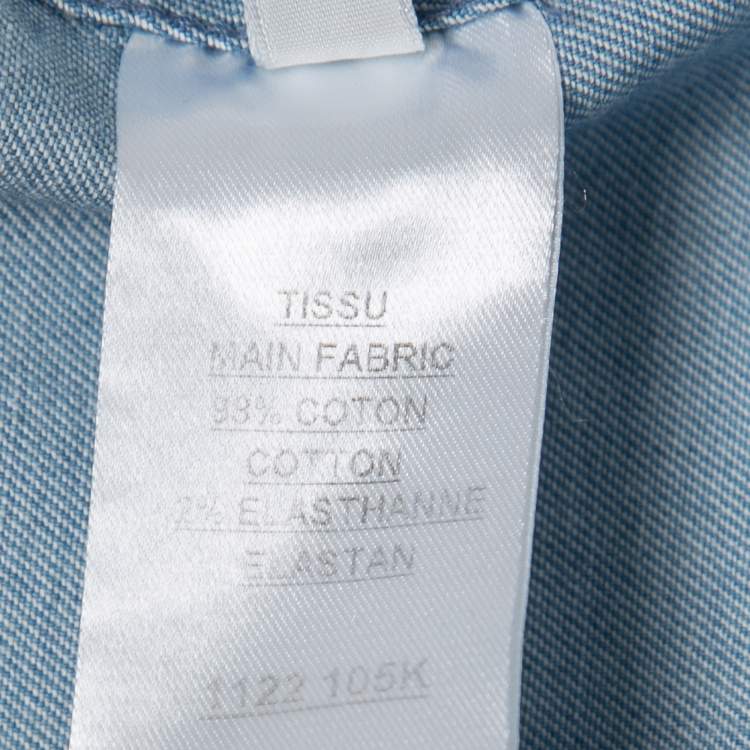 TISSU
MAIN FABRIC
98% COTON
COTTON
2% ELASTHANNE
ELASTAN
1122 105K